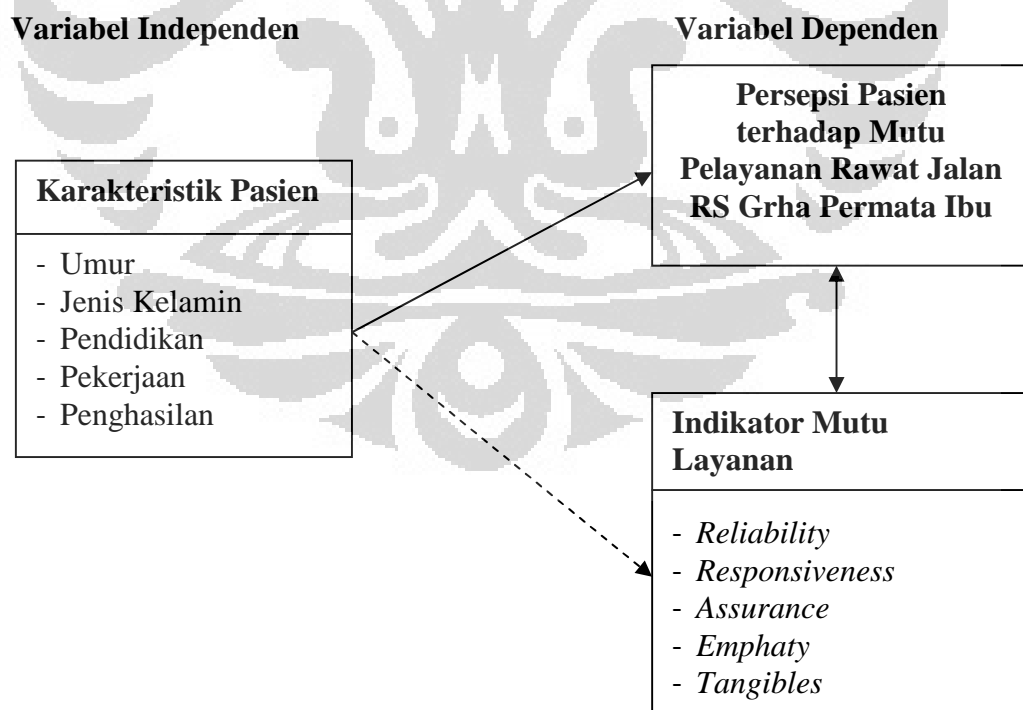 Variabel Independen
Variabel Dependen
Persepsi Pasien
terhadap Mutu
Pelayanan Rawat Jalan
RS Grha Permata Ibu
Karakteristik Pasien
- Umur
- Jenis Kelamin
- Pendidikan
- Pekerjaan
- Penghasilan
Indikator Mutu
Layanan
- Reliability
- Responsiveness
- Assurance
- Emphaty
- Tangibles